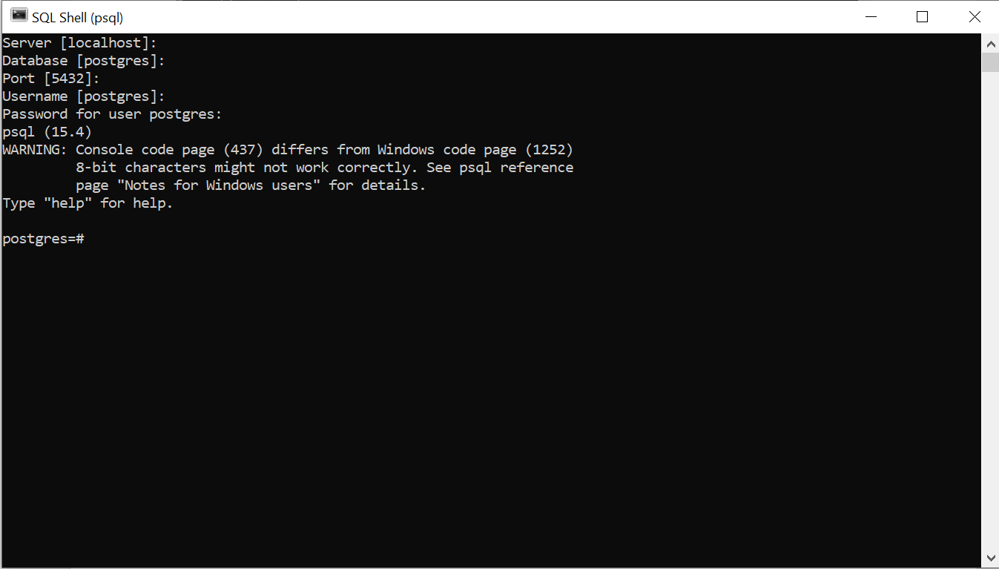 SQL Shell (psql)
Server [localhost]:
Database [postgres]:
Port [5432]:
Username [postgres]:
Password for user postgres:
psql (15.4)
WARNING: Console code page (437) differs from Windows code page (1252)
         8-bit characters might not work correctly. See psql reference
         page "Notes for Windows users" for details.
Type "help" for help.

postgres=#